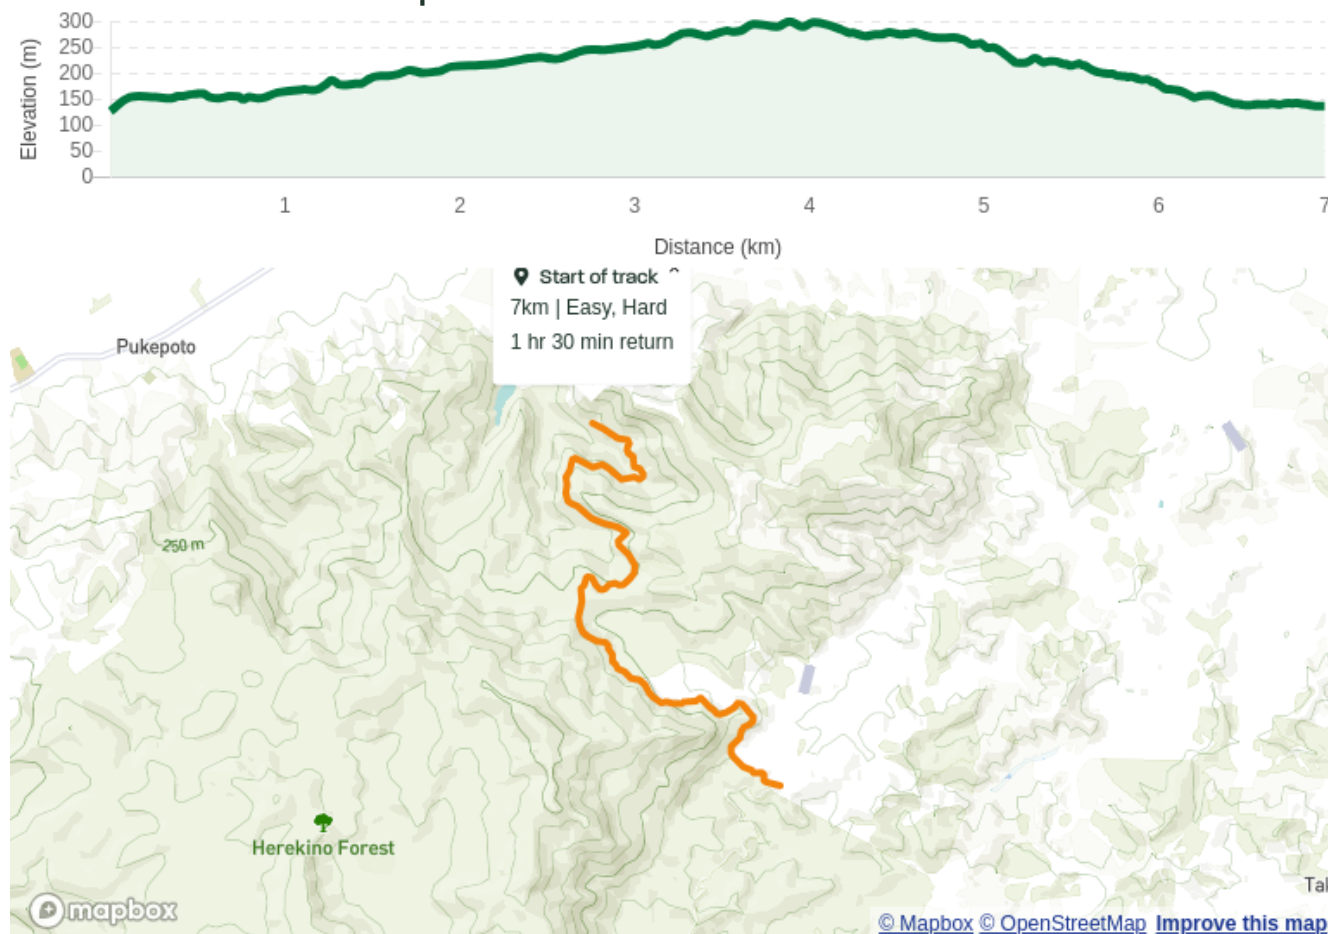 300
250
200
150
100
50
0
Elevation (m)
1 2 3 4 5 6 7
Distance (km)
Start of track
7km | Easy, Hard
1 hr 30 min return
Pukepoto
250 m
Herekino Forest
mapbox
© Mapbox © OpenStreetMap Improve this map